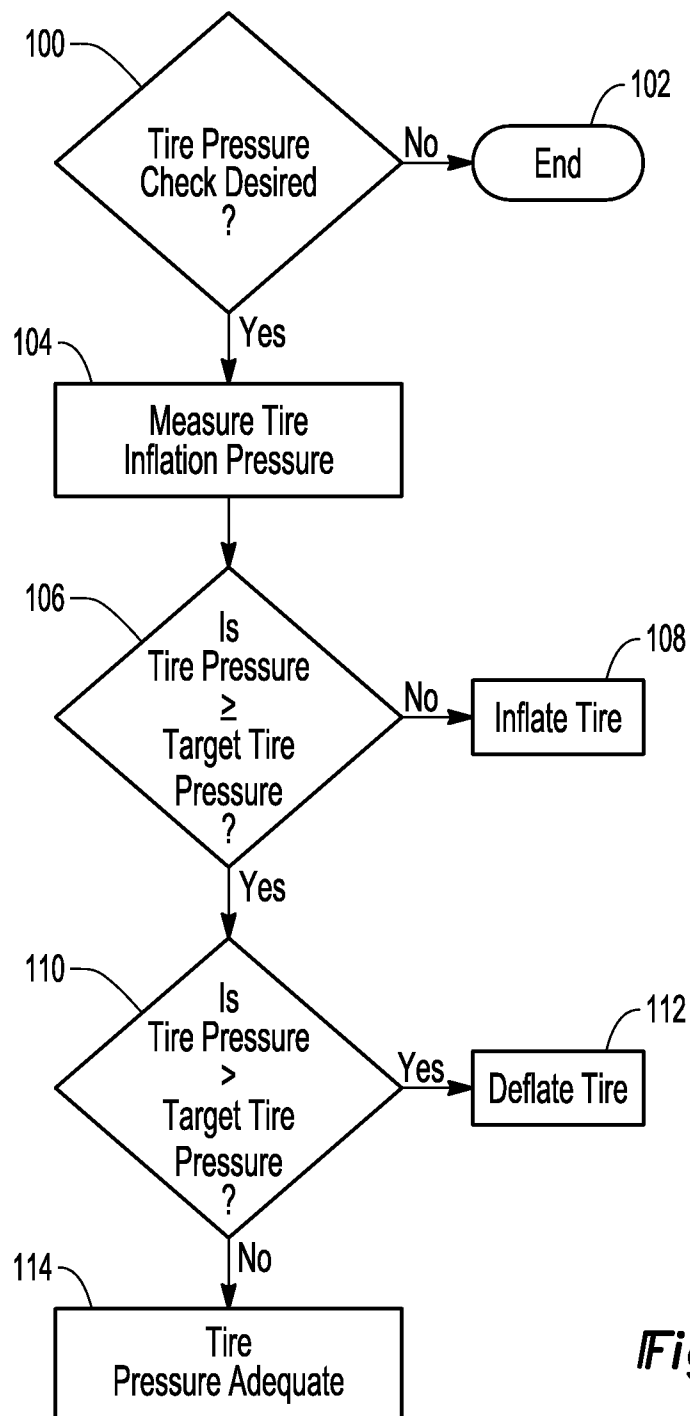 100
102
Tire Pressure
Check Desired
?
No
End
Yes
104
Measure Tire
Inflation Pressure
106
Is
Tire Pressure
≥
Target Tire
Pressure
?
No
108
Inflate Tire
Yes
110
Is
Tire Pressure
>
Target Tire
Pressure
?
Yes
112
Deflate Tire
No
114
Tire
Pressure Adequate